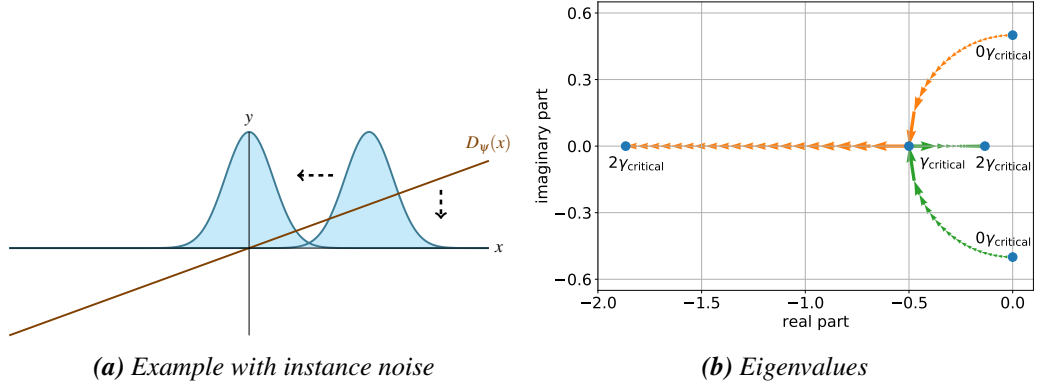 y
D_ψ(x)
x
(a) Example with instance noise
0.6
0.3
0.0
−0.3
−0.6
imaginary part
0γ_critical
2γ_critical
γ_critical
2γ_critical
0γ_critical
−2.0
−1.5
−1.0
−0.5
0.0
real part
(b) Eigenvalues